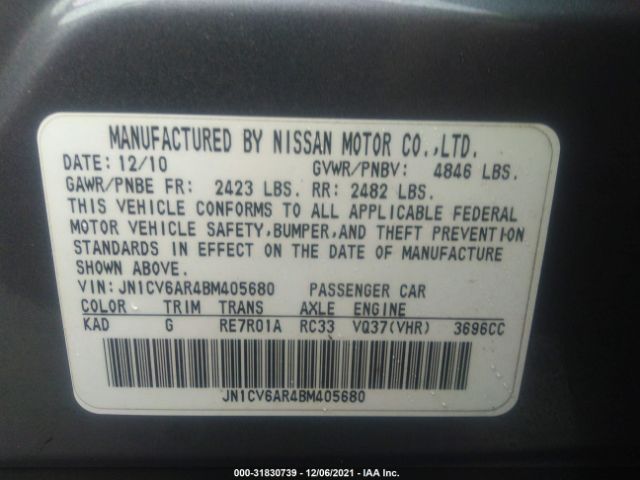 MANUFACTURED BY NISSAN MOTOR CO.,LTD.
DATE: 12/10 GVWR/PNBV: 4846 LBS.
GAWR/PNBE FR: 2423 LBS. RR: 2482 LBS.
THIS VEHICLE CONFORMS TO ALL APPLICABLE FEDERAL
MOTOR VEHICLE SAFETY,BUMPER,AND THEFT PREVENTION
STANDARDS IN EFFECT ON THE DATE OF MANUFACTURE
SHOWN ABOVE.
VIN: JN1CV6AR4BM405680 PASSENGER CAR
COLOR TRIM TRANS AXLE ENGINE
KAD G RE7R01A RC33 VQ37(VHR) 3696CC
JN1CV6AR4BM405680
000-31830739 - 12/06/2021 - IAA Inc.